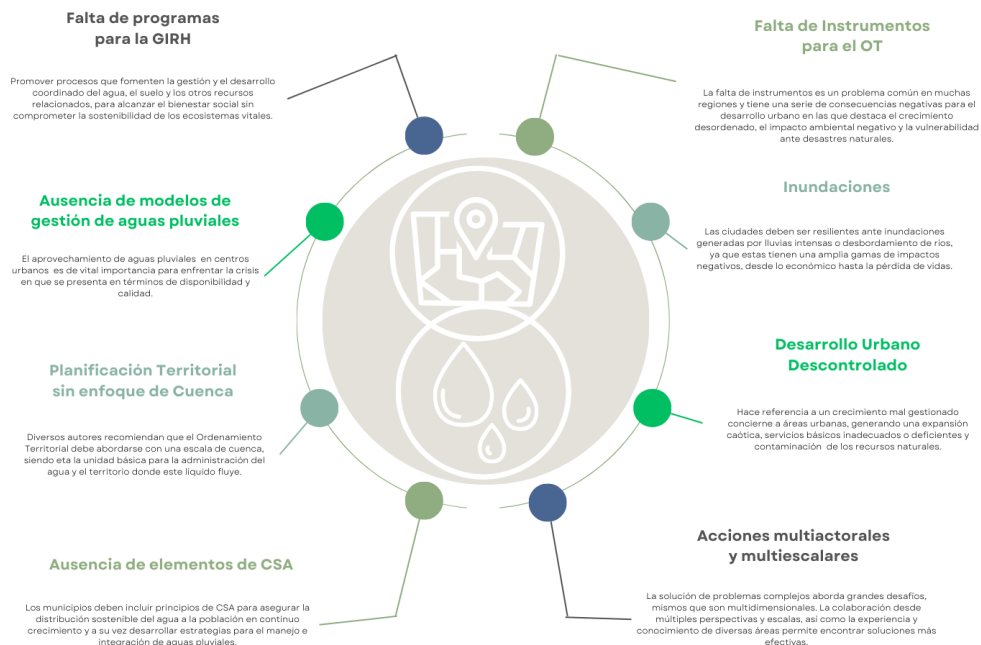 Falta de programas
para la GIRH
Promover procesos que fomenten la gestión y el desarrollo
coordinado del agua, el suelo y los otros recursos
relacionados, para alcanzar el bienestar social sin
comprometer la sostenibilidad de los ecosistemas vitales.
Ausencia de modelos de
gestión de aguas pluviales
El aprovechamiento de aguas pluviales en centros
urbanos es de vital importancia para enfrentar la crisis
en que se presenta en términos de disponibilidad y
calidad.
Planificación Territorial
sin enfoque de Cuenca
Diversos autores recomiendan que el Ordenamiento
Territorial debe abordarse con una escala de cuenca,
siendo eta la unidad básica para la administración del
agua y el territorio donde este líquido fluye.
Ausencia de elementos de CSA
Los municipios deben incluir principios de CSA para asegurar la
distribución sostenible del agua a la población en continuo
crecimiento y a su vez desarrollar estrategias para el manejo e
integración de aguas pluviales.
Falta de Instrumentos
para el OT
La falta de instrumentos es un problema común en muchas
regiones y tiene una serie de consecuencias negativas para el
desarrollo urbano en las que destaca el crecimiento
desordenado, el impacto ambiental negativo y la vulnerabilidad
ante desastres naturales.
Inundaciones
Las ciudades deben ser resilientes ante inundaciones
generadas por lluvias intensas o desbordamiento de ríos,
ya que estas tienen una amplia gamas de impactos
negativos, desde lo económico hasta la pérdida de vidas.
Desarrollo Urbano
Descontrolado
Hace referencia a un crecimiento mal gestionado
concierne a áreas urbanas, generando una expansión
caótica, servicios básicos inadecuados o deficientes y
contaminación de los recursos naturales.
Acciones multiactorales
y multiescalares
La solución de problemas complejos aborda grandes desafíos,
mismos que son multidimensionales. La colaboración desde
múltiples perspectivas y escalas, así como la experiencia y
conocimiento de diversas áreas permite encontrar soluciones más
efectivas.